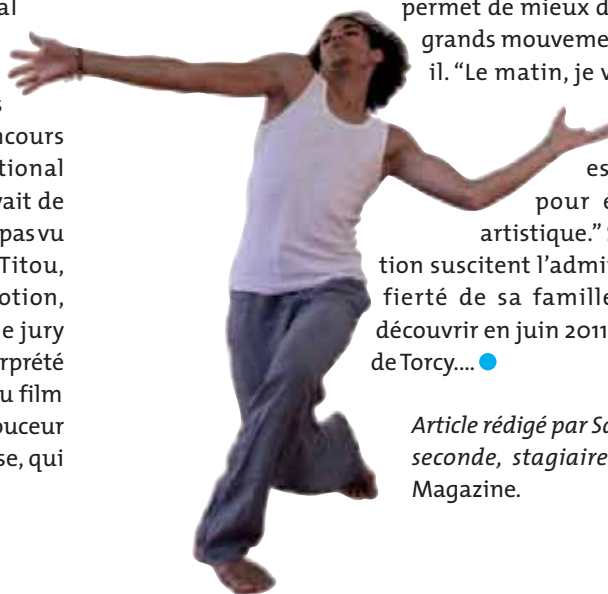 al
s
ncours
tional
vait de
pas vu
Titou,
otion,
e jury
rprété
u film
ouceur
se, qui
permet de mieux d
grands mouveme
il. “Le matin, je v
es
pour e
artistique.” S
tion suscitent l’admi
fierté de sa famille
découvrir en juin 2011
de Torcy....
Article rédigé par Sa
seconde, stagiaire
Magazine.